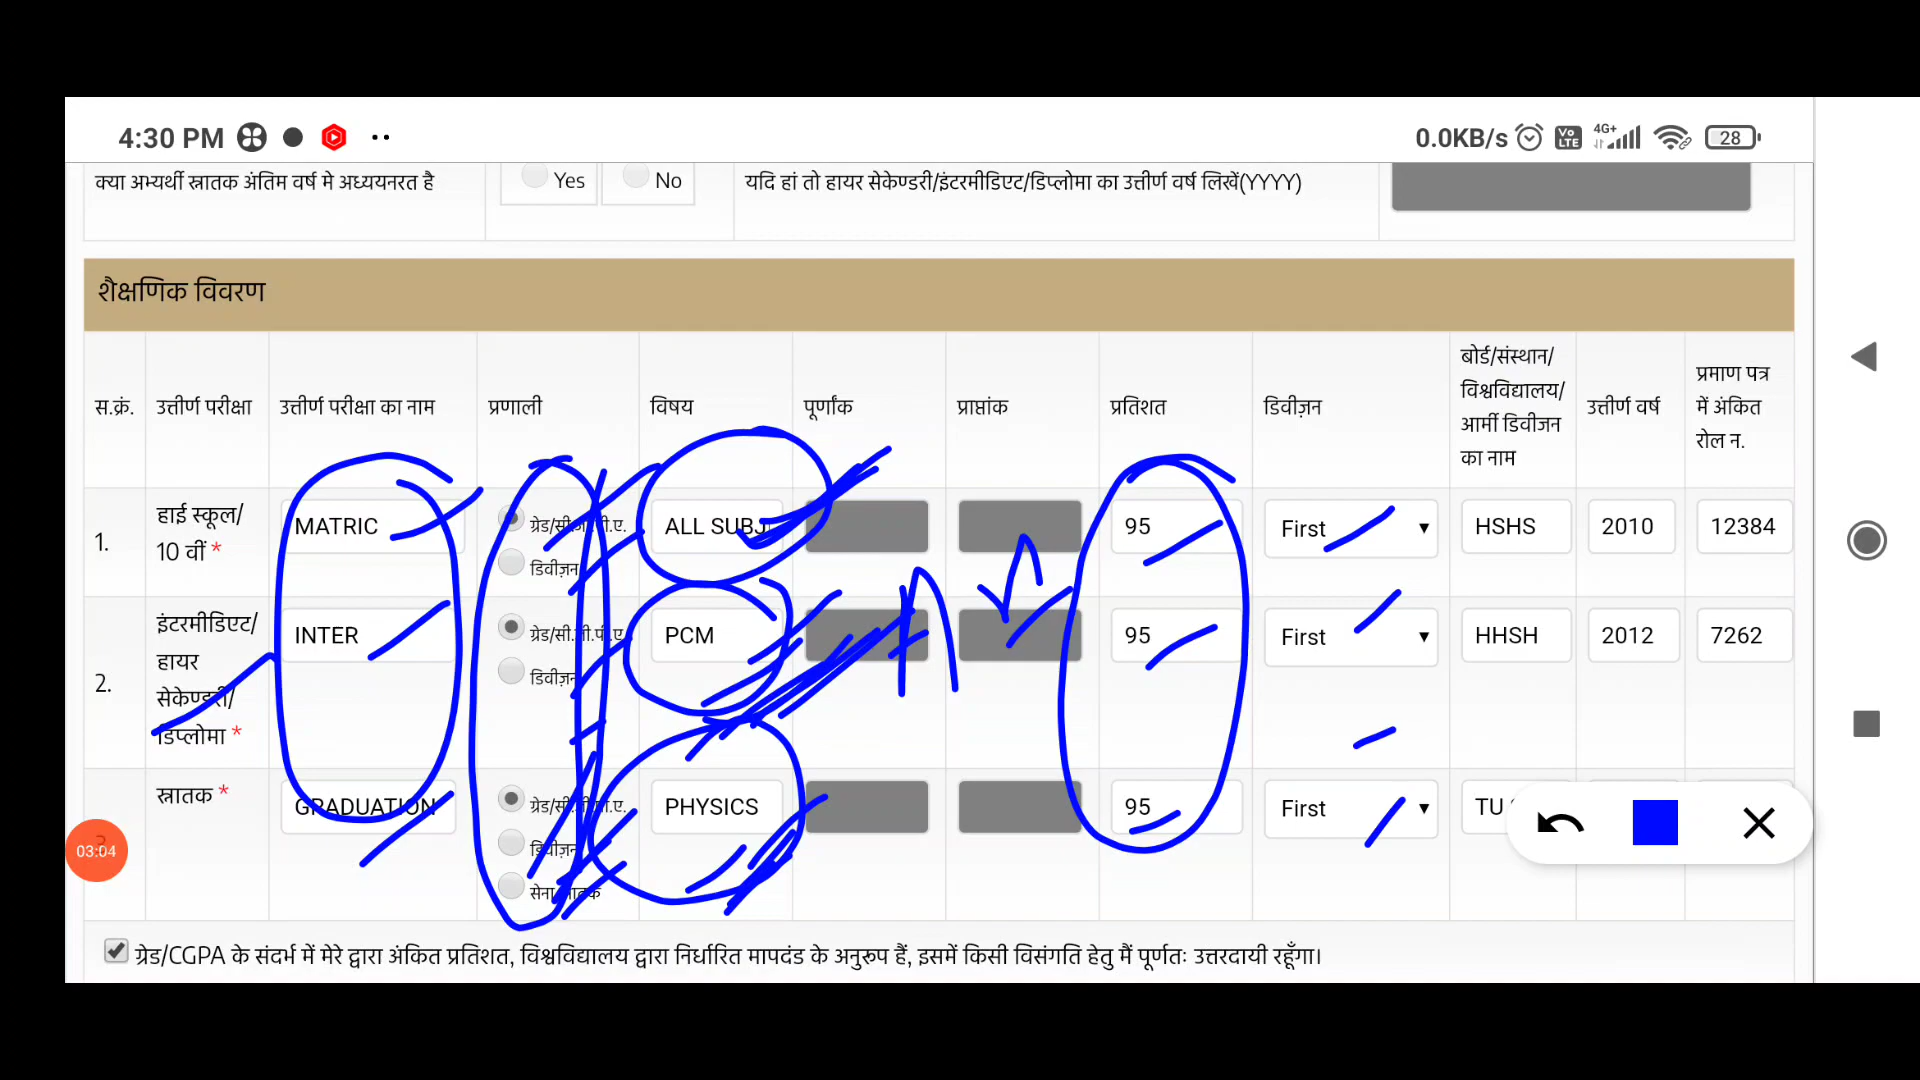 4:30 PM
0.0KB/s Vo LTE 4G+ 28
क्या अभ्यर्थी स्नातक अंतिम वर्ष मे अध्ययनरत है
Yes No
यदि हां तो हायर सेकेण्डरी/इंटरमीडिएट/डिप्लोमा का उत्तीर्ण वर्ष लिखें(YYYY)
शैक्षणिक विवरण
स.क्रं. उत्तीर्ण परीक्षा उत्तीर्ण परीक्षा का नाम प्रणाली विषय पूर्णांक प्राप्तांक प्रतिशत डिवीज़न
बोर्ड/संस्थान/
विश्वविद्यालय/
आर्मी डिवीजन
का नाम
उत्तीर्ण वर्ष
प्रमाण पत्र
में अंकित
रोल न.
1.
हाई स्कूल/
10 वीं *
MATRIC
ग्रेड/सी.जी.पी.ए.
डिवीज़न
ALL SUBJ
95 First HSHS 2010 12384
2.
इंटरमीडिएट/
हायर
सेकेण्डरी/
डिप्लोमा *
INTER
ग्रेड/सी.जी.पी.ए.
डिवीज़न
PCM
95 First HHSH 2012 7262
स्नातक *
GRADUATION
ग्रेड/सी.जी.पी.ए.
डिवीज़न
सेना स्नातक
PHYSICS
95 First TU
03:04
ग्रेड/CGPA के संदर्भ में मेरे द्वारा अंकित प्रतिशत, विश्वविद्यालय द्वारा निर्धारित मापदंड के अनुरूप हैं, इसमें किसी विसंगति हेतु मैं पूर्णतः उत्तरदायी रहूँगा।